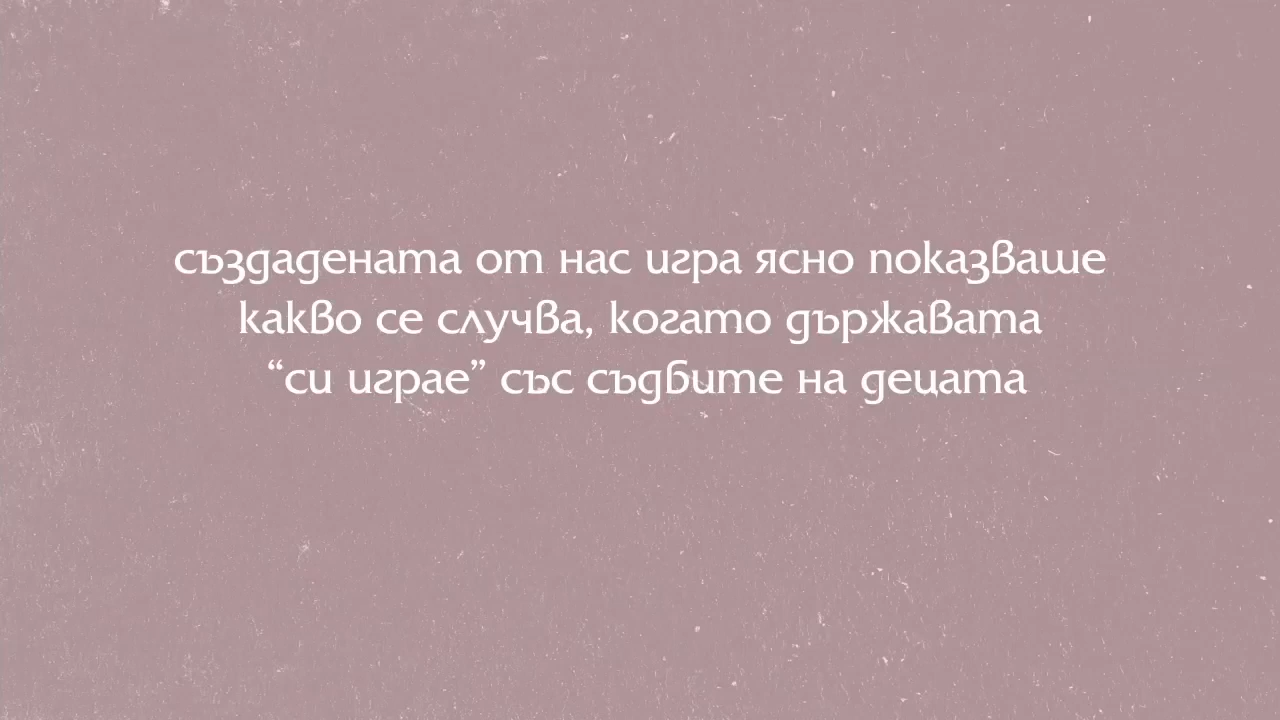 създадената от нас игра ясно показваше
какво се случва, когато държавата
“си играе” със съдбите на децата